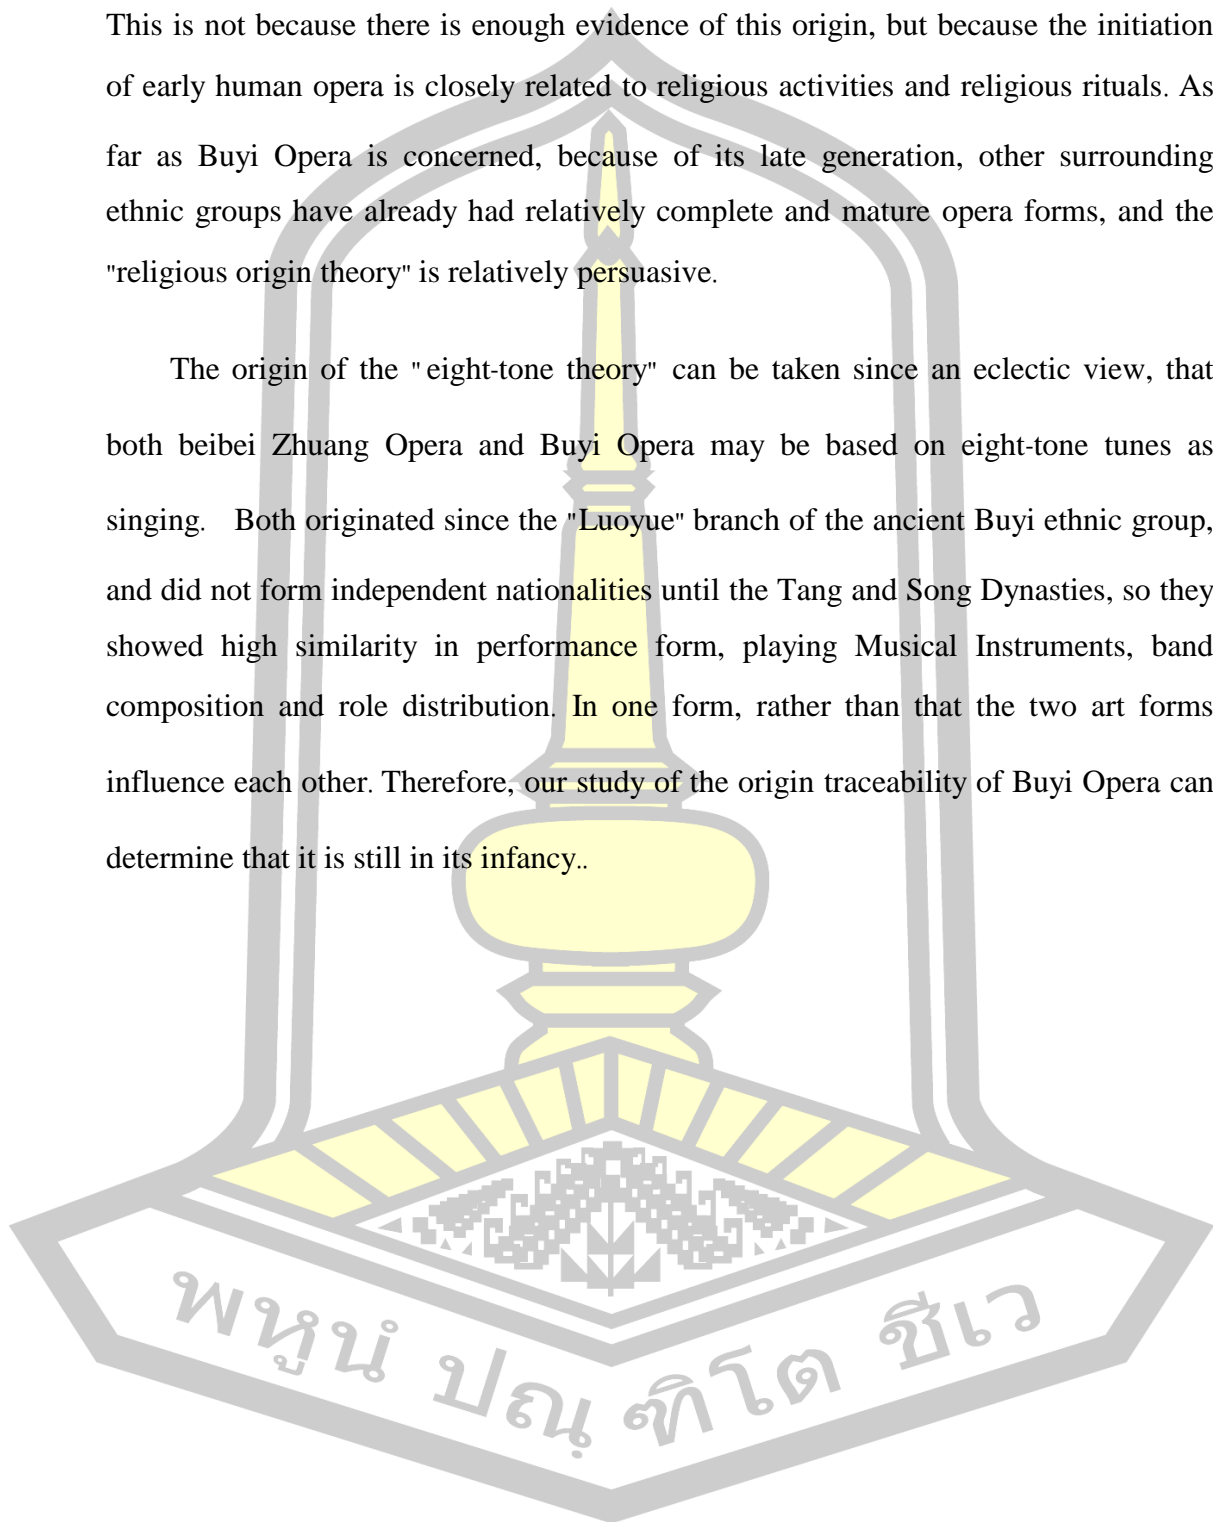 This is not because there is enough evidence of this origin, but because the initiation
of early human opera is closely related to religious activities and religious rituals. As
far as Buyi Opera is concerned, because of its late generation, other surrounding
ethnic groups have already had relatively complete and mature opera forms, and the
"religious origin theory" is relatively persuasive.
The origin of the "eight-tone theory" can be taken since an eclectic view, that
both beibei Zhuang Opera and Buyi Opera may be based on eight-tone tunes as
singing. Both originated since the "Luoyue" branch of the ancient Buyi ethnic group,
and did not form independent nationalities until the Tang and Song Dynasties, so they
showed high similarity in performance form, playing Musical Instruments, band
composition and role distribution. In one form, rather than that the two art forms
influence each other. Therefore, our study of the origin traceability of Buyi Opera can
determine that it is still in its infancy..
พหูนํ ปณฺฑิโต ชีเว